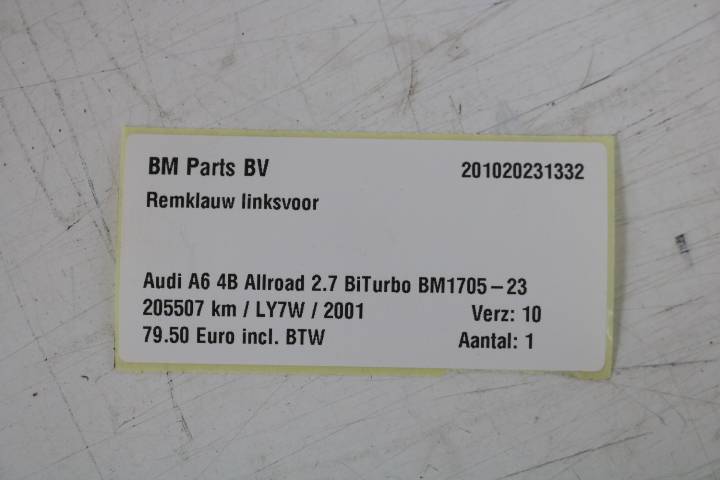 BM Parts BV 201020231332
Remklauw linksvoor
Audi A6 4B Allroad 2.7 BiTurbo BM1705-23
205507 km / LY7W / 2001 Verz: 10
79.50 Euro incl. BTW Aantal: 1